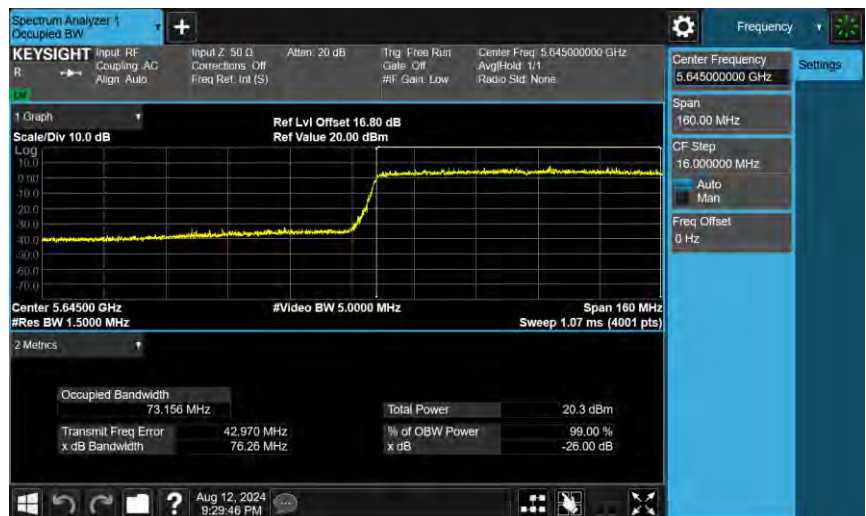 Spectrum Analyzer 1
Occupied BW
Frequency
KEYSIGHT
R
Input: RF
Coupling: AC
Align: Auto
Input Z: 50 Ω
Corrections: Off
Freq Ref: Int (S)
Atten: 20 dB
Trig: Free Run
Gate: Off
#IF Gain: Low
Center Freq: 5.645000000 GHz
Avg|Hold: 1/1
Radio Std: None
Center Frequency
5.645000000 GHz
Settings
Span
160.00 MHz
CF Step
16.000000 MHz
Auto
Man
Freq Offset
0 Hz
1 Graph
Scale/Div 10.0 dB
Ref Lvl Offset 16.80 dB
Ref Value 20.00 dBm
Log
10.0
0.00
-10.0
-20.0
-30.0
-40.0
-50.0
-60.0
-70.0
Center 5.64500 GHz
#Video BW 5.0000 MHz
Span 160 MHz
#Res BW 1.5000 MHz
Sweep 1.07 ms (4001 pts)
2 Metrics
Occupied Bandwidth
73.156 MHz
Total Power 20.3 dBm
Transmit Freq Error 42.970 MHz
% of OBW Power 99.00 %
x dB Bandwidth 76.26 MHz
x dB -26.00 dB
Aug 12, 2024
9:29:46 PM